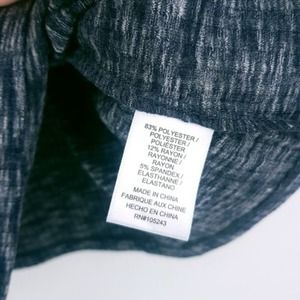 83% POLYESTER /
POLYESTER /
POLIÉSTER
12% RAYON /
RAYONNE /
RAYON
5% SPANDEX /
ELASTHANNE /
ELASTANO
MADE IN CHINA
FABRIQUE AUX CHINE
HECHO EN CHINA
RN#105243